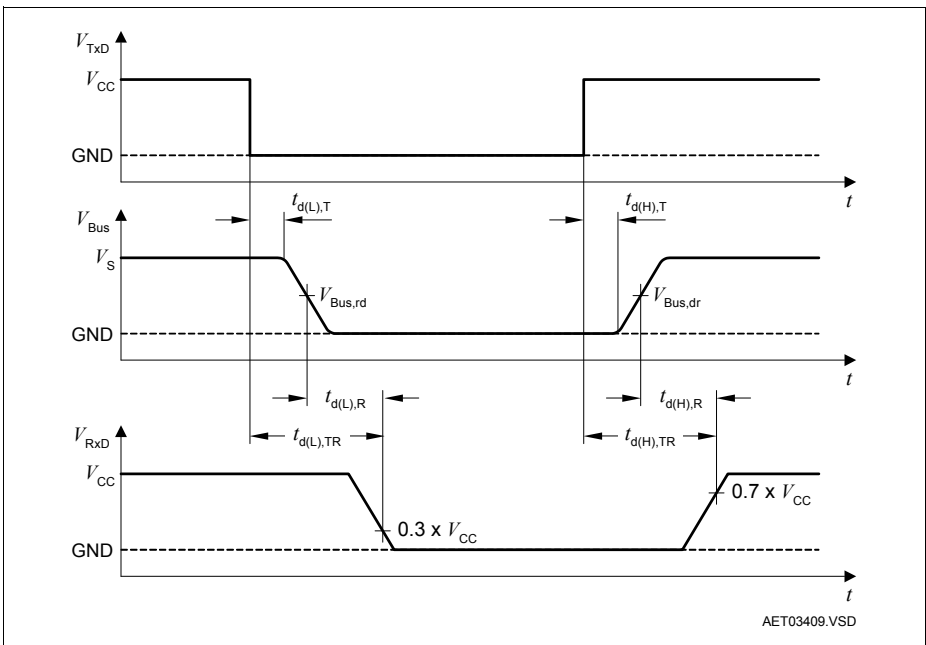 V_TxD
V_CC
GND
t
t_d(L),T
t_d(H),T
V_Bus
V_S
V_Bus,rd
V_Bus,dr
GND
t
t_d(L),R
t_d(H),R
t_d(L),TR
t_d(H),TR
V_RxD
V_CC
0.7 x V_CC
0.3 x V_CC
GND
t
AET03409.VSD